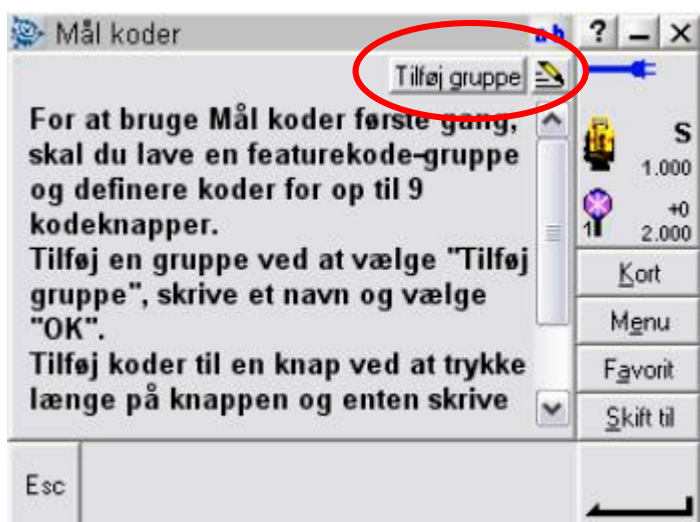 Mål koder
? – ×
Tilføj gruppe
For at bruge Mål koder første gang,
skal du lave en featurekode-gruppe
og definere koder for op til 9
kodeknapper.
Tilføj en gruppe ved at vælge "Tilføj
gruppe", skrive et navn og vælge
"OK".
Tilføj koder til en knap ved at trykke
længe på knappen og enten skrive
S
1.000
+0
1
2.000
Kort
Menu
Favorit
Skift til
Esc